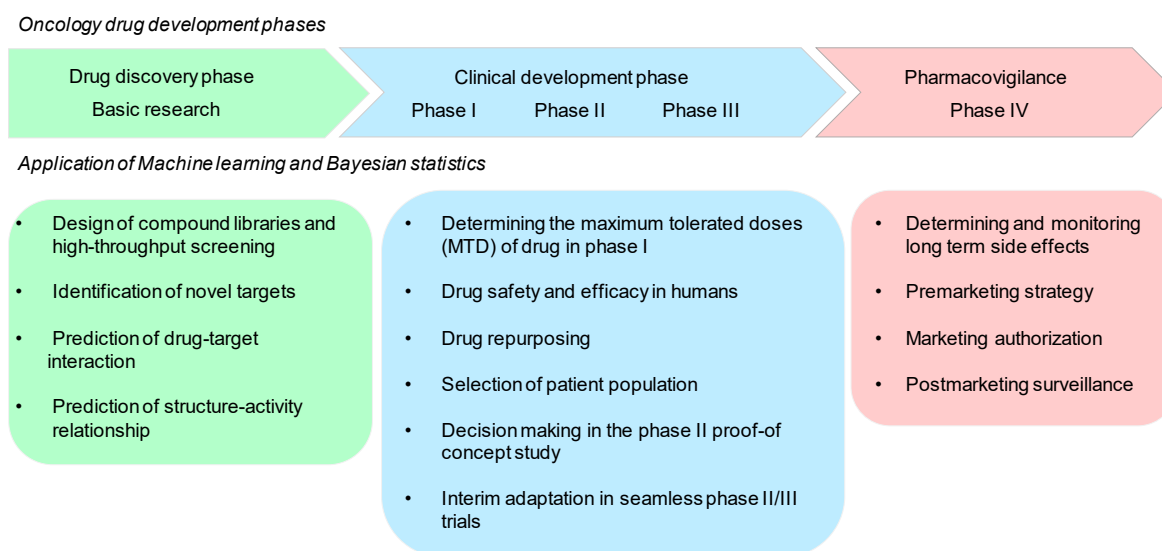 Oncology drug development phases
Drug discovery phase
Basic research
Clinical development phase
Phase I Phase II Phase III
Pharmacovigilance
Phase IV
Application of Machine learning and Bayesian statistics
• Design of compound libraries and
high-throughput screening
• Identification of novel targets
• Prediction of drug-target
interaction
• Prediction of structure-activity
relationship
• Determining the maximum tolerated doses
(MTD) of drug in phase I
• Drug safety and efficacy in humans
• Drug repurposing
• Selection of patient population
• Decision making in the phase II proof-of
concept study
• Interim adaptation in seamless phase II/III
trials
• Determining and monitoring
long term side effects
• Premarketing strategy
• Marketing authorization
• Postmarketing surveillance